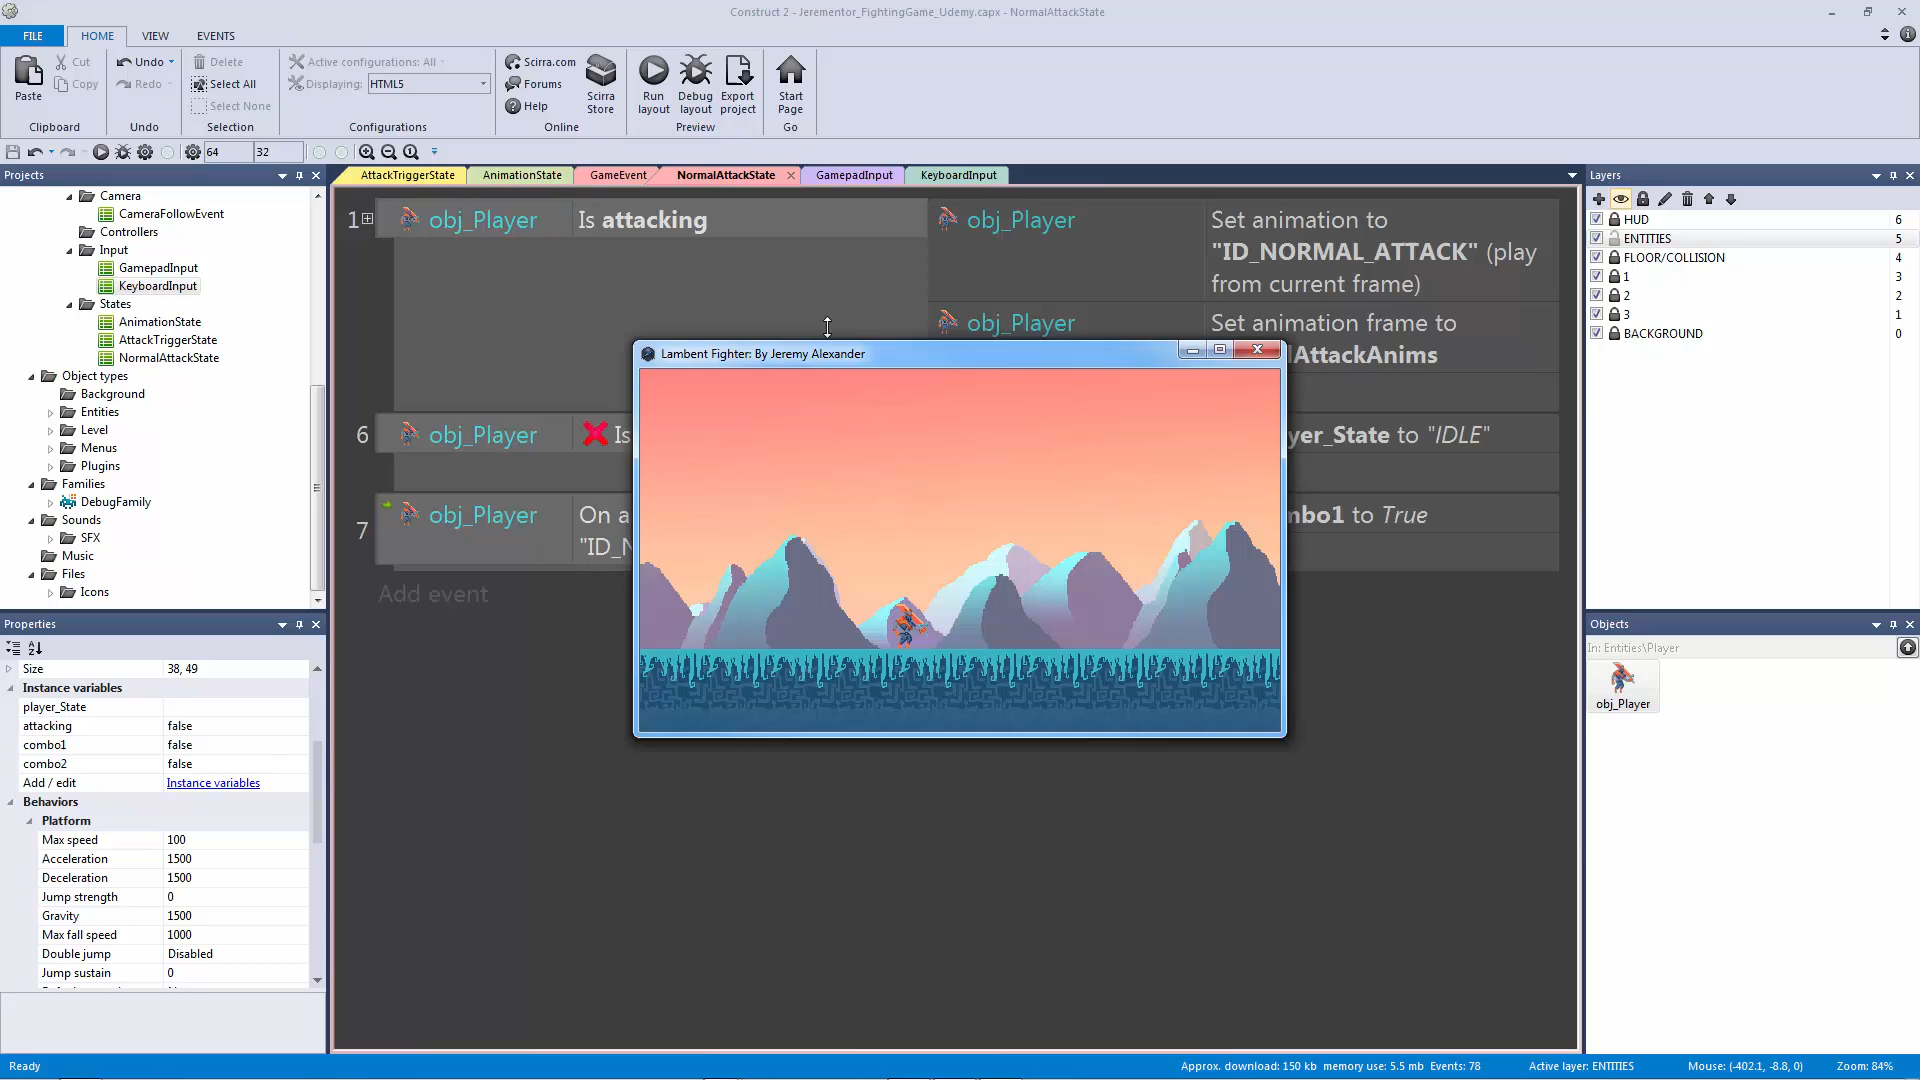 Construct 2 - Jerementor_FightingGame_Udemy.capx - NormalAttackState
FILE
HOME
VIEW
EVENTS
Paste
Cut
Copy
Clipboard
Undo
Redo
Undo
Delete
Select All
Select None
Selection
Active configurations: All
Displaying:
HTML5
Configurations
Scirra.com
Forums
Help
Scirra
Store
Online
Run
layout
Debug
layout
Export
project
Preview
Start
Page
Go
64
32
Projects
Camera
CameraFollowEvent
Controllers
Input
GamepadInput
KeyboardInput
States
AnimationState
AttackTriggerState
NormalAttackState
Object types
Background
Entities
Level
Menus
Plugins
Families
DebugFamily
Sounds
SFX
Music
Files
Icons
Properties
Size 38, 49
Instance variables
player_State
attacking false
combo1 false
combo2 false
Add / edit Instance variables
Behaviors
Platform
Max speed 100
Acceleration 1500
Deceleration 1500
Jump strength 0
Gravity 1500
Max fall speed 1000
Double jump Disabled
Jump sustain 0
AttackTriggerState
AnimationState
GameEvent
NormalAttackState
GamepadInput
KeyboardInput
1 obj_Player Is attacking
obj_Player Set animation to
"ID_NORMAL_ATTACK" (play
from current frame)
obj_Player Set animation frame to
lAttackAnims
6 obj_Player Is
yer_State to "IDLE"
7 obj_Player On a
"ID_N
mbo1 to True
Add event
Lambent Fighter: By Jeremy Alexander
Layers
HUD 6
ENTITIES 5
FLOOR/COLLISION 4
1 3
2 2
3 1
BACKGROUND 0
Objects
In: Entities\Player
obj_Player
Ready
Approx. download: 150 kb memory use: 5.5 mb Events: 78
Active layer: ENTITIES
Mouse: (-402.1, -8.8, 0)
Zoom: 84%